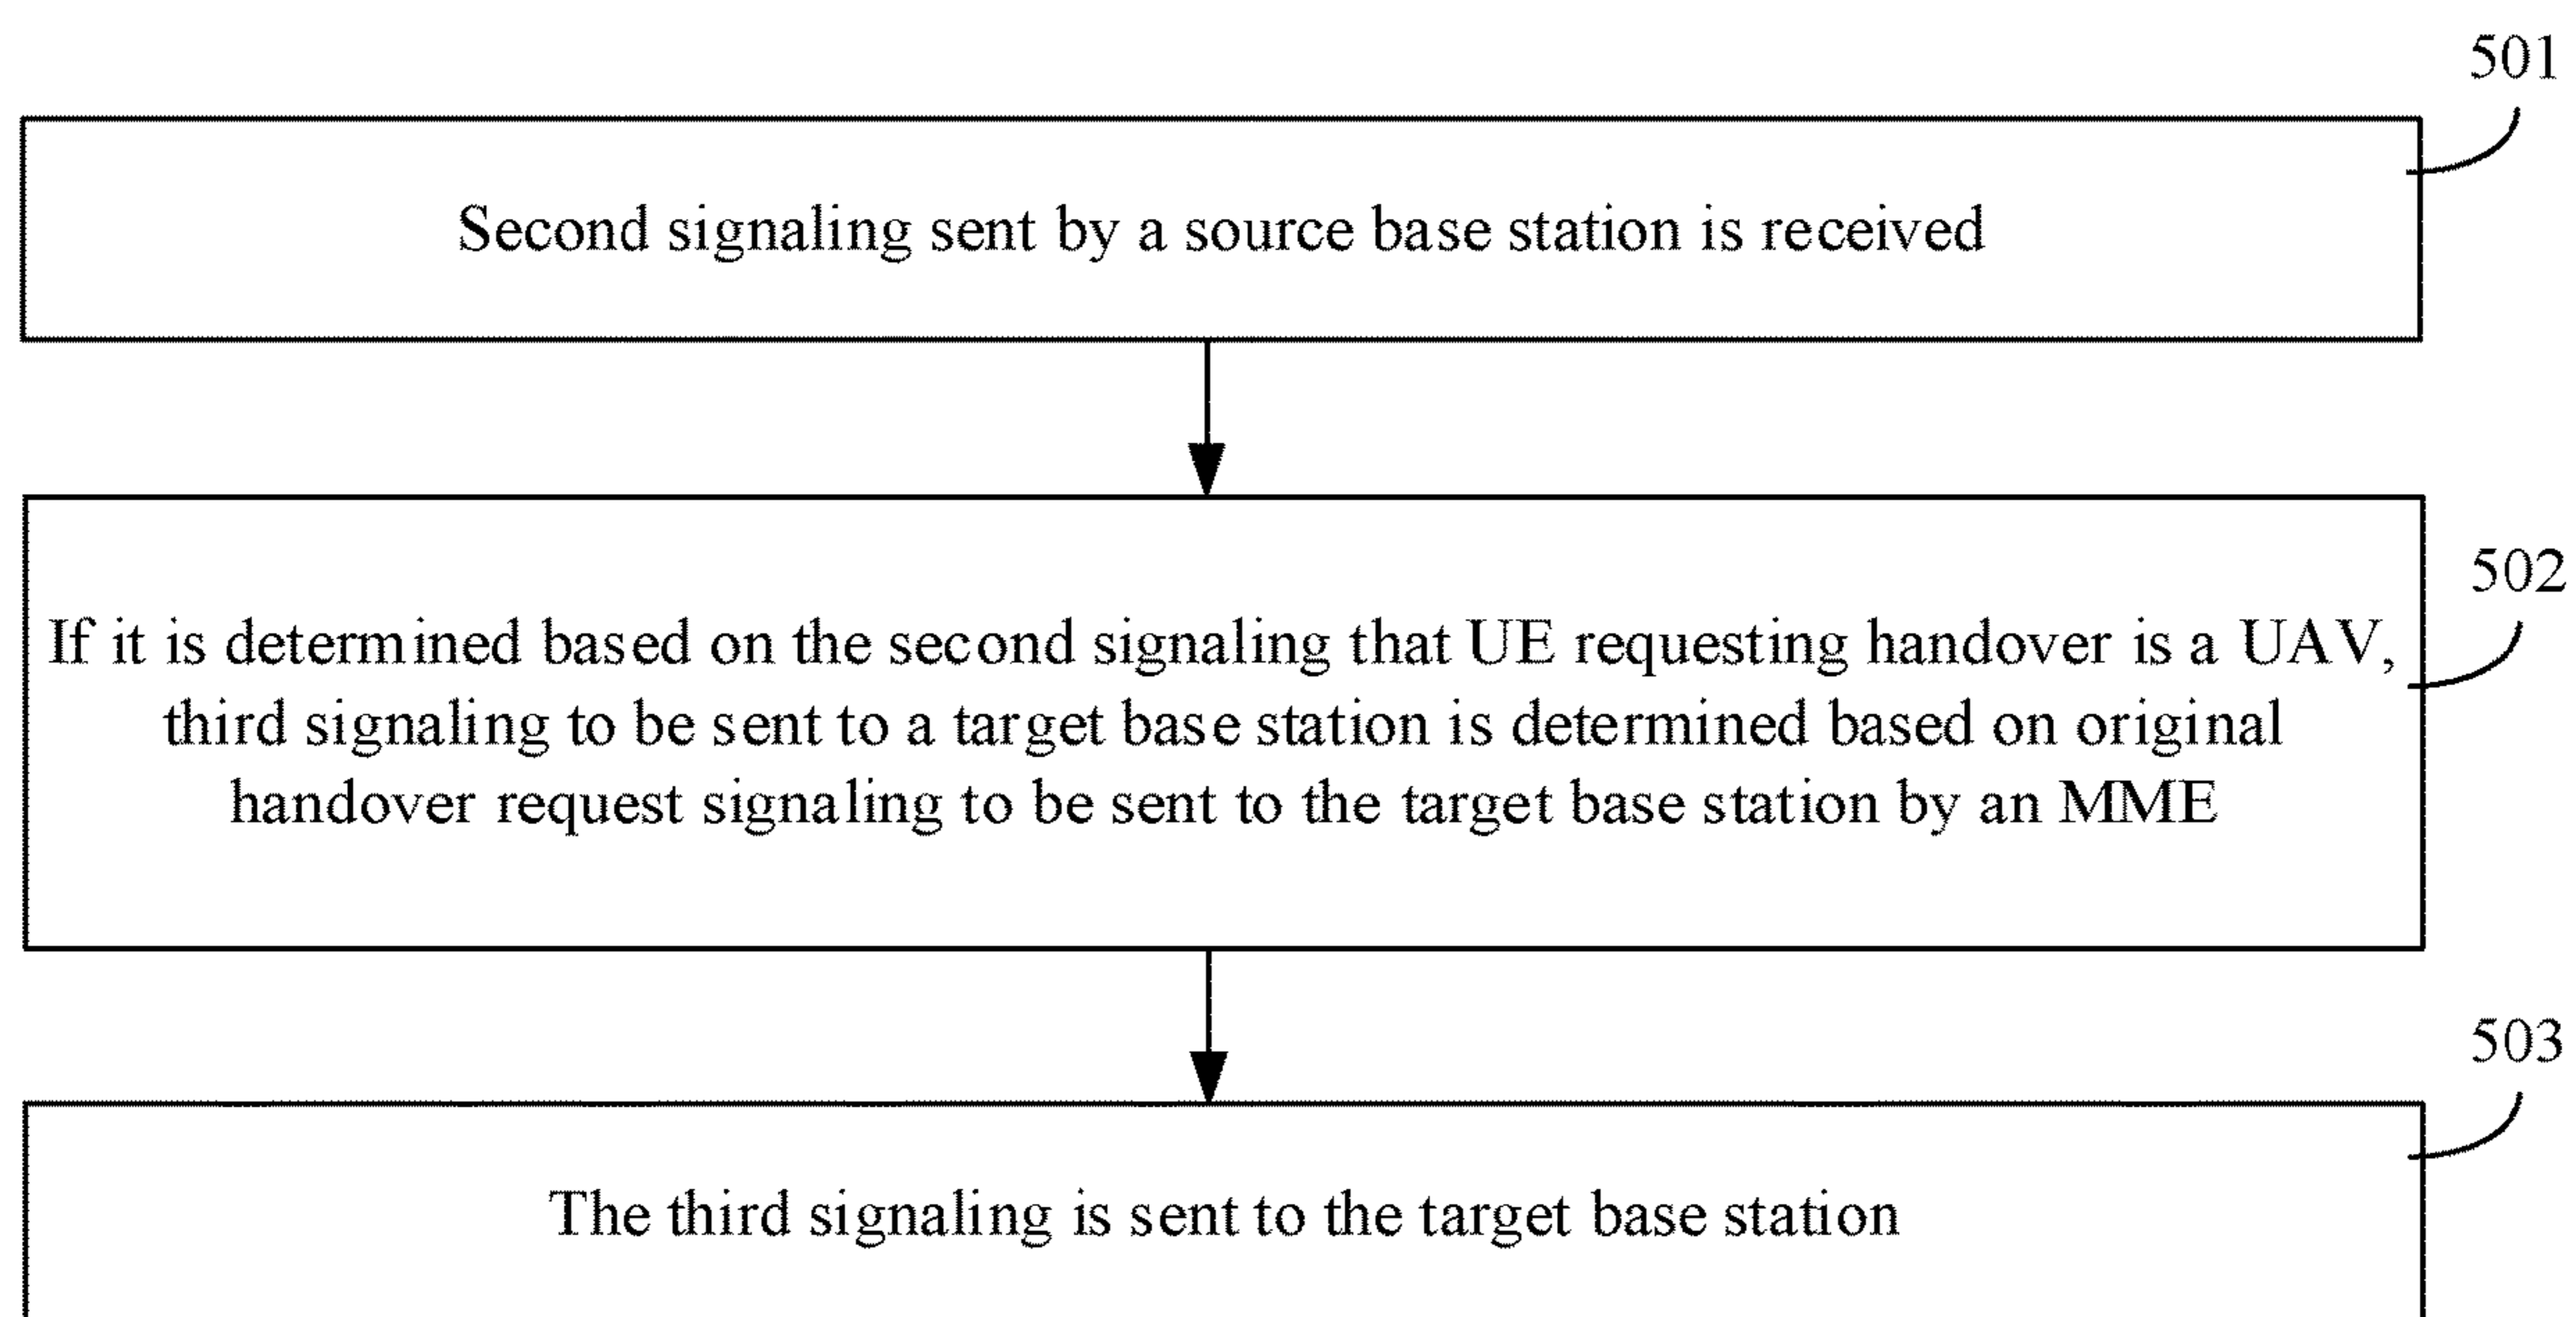 501
Second signaling sent by a source base station is received
502
If it is determined based on the second signaling that UE requesting handover is a UAV,
third signaling to be sent to a target base station is determined based on original
handover request signaling to be sent to the target base station by an MME
503
The third signaling is sent to the target base station